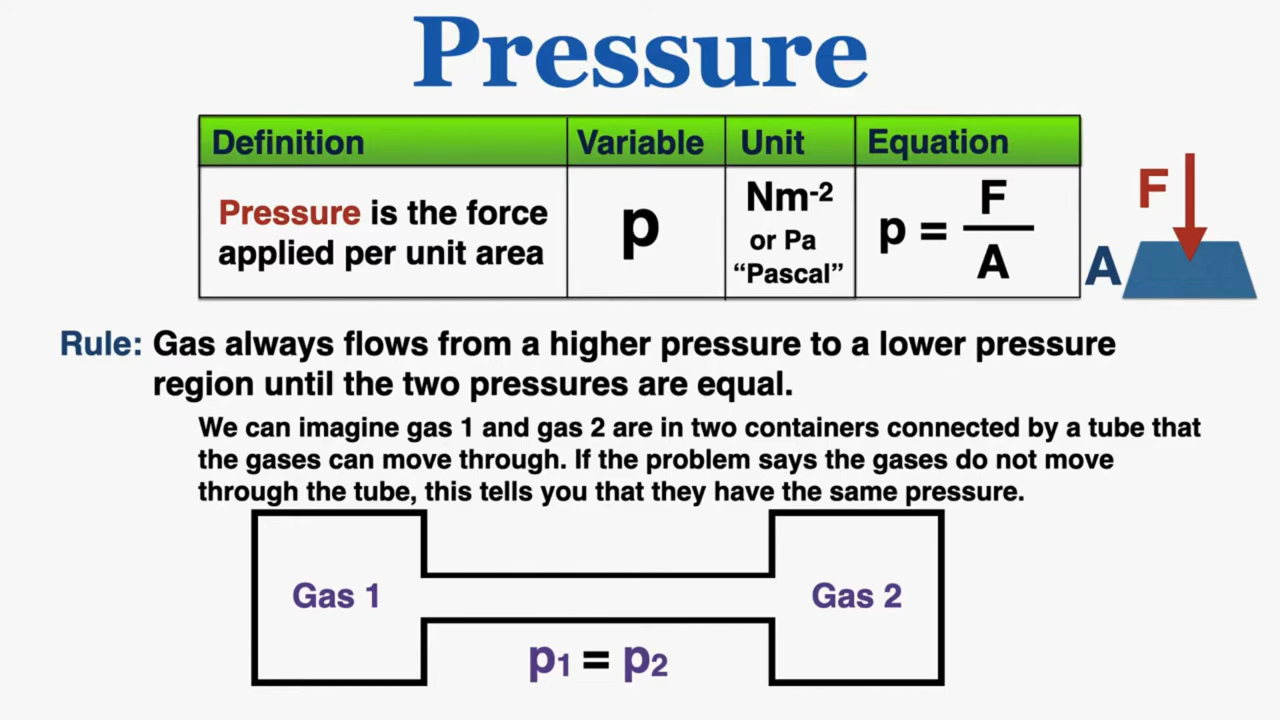 Pressure
Definition Variable Unit Equation
Pressure is the force
applied per unit area
p
Nm-2
or Pa
“Pascal”
p = F
A
F
A
Rule: Gas always flows from a higher pressure to a lower pressure
region until the two pressures are equal.
We can imagine gas 1 and gas 2 are in two containers connected by a tube that
the gases can move through. If the problem says the gases do not move
through the tube, this tells you that they have the same pressure.
Gas 1
Gas 2
p1 = p2